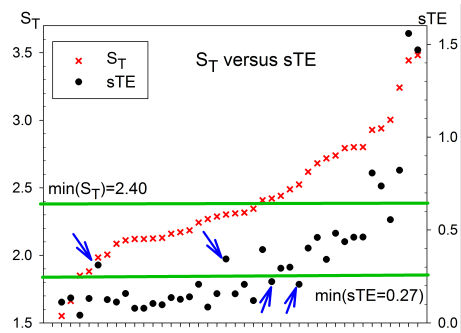 S_T
sTE
3.5
3.0
2.5
2.0
1.5
1.5
1.0
0.5
0.0
S_T
sTE
S_T versus sTE
min(S_T)=2.40
min(sTE=0.27)